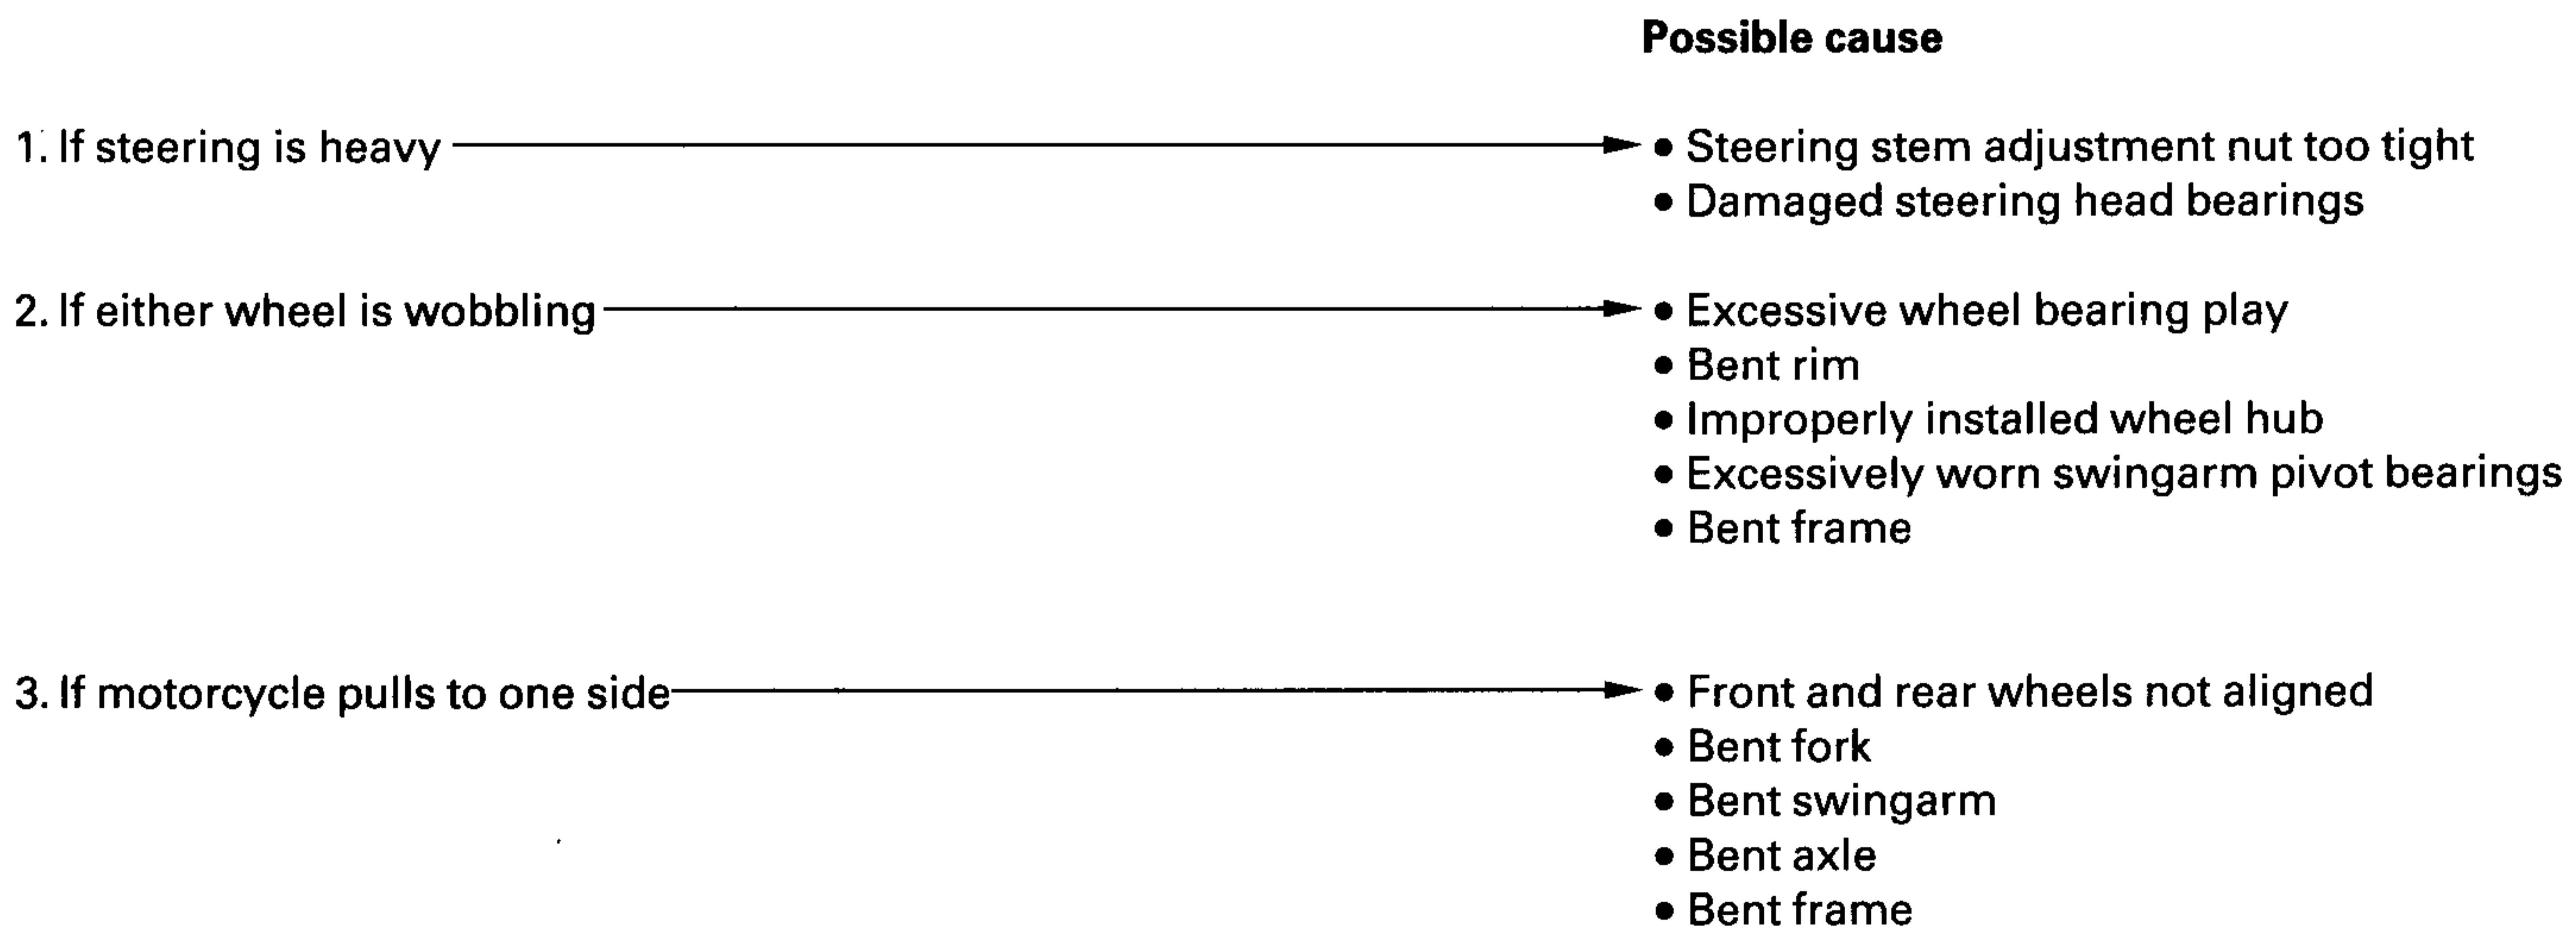 Possible cause
1. If steering is heavy • Steering stem adjustment nut too tight
• Damaged steering head bearings
2. If either wheel is wobbling • Excessive wheel bearing play
• Bent rim
• Improperly installed wheel hub
• Excessively worn swingarm pivot bearings
• Bent frame
3. If motorcycle pulls to one side • Front and rear wheels not aligned
• Bent fork
• Bent swingarm
• Bent axle
• Bent frame